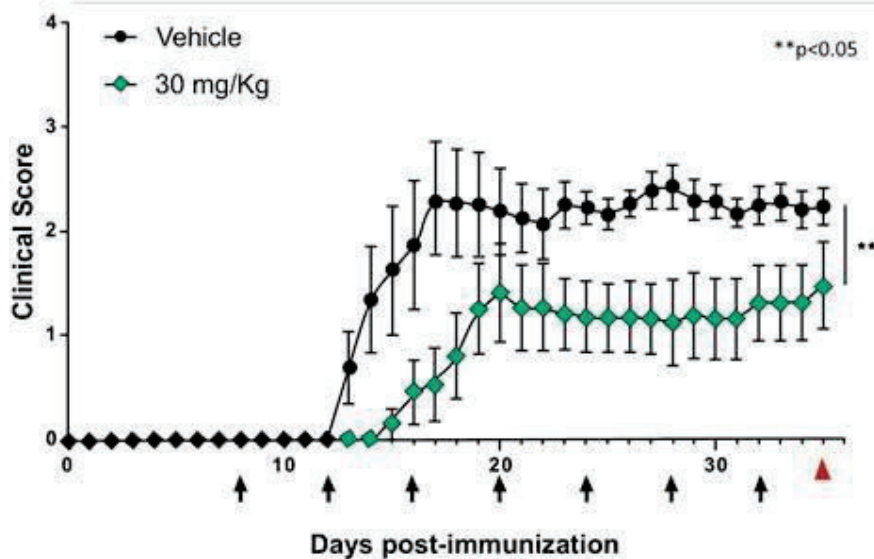 4
Vehicle
**p<0.05
30 mg/Kg
3
Clinical Score
2
**
1
0
0 10 20 30
Days post-immunization